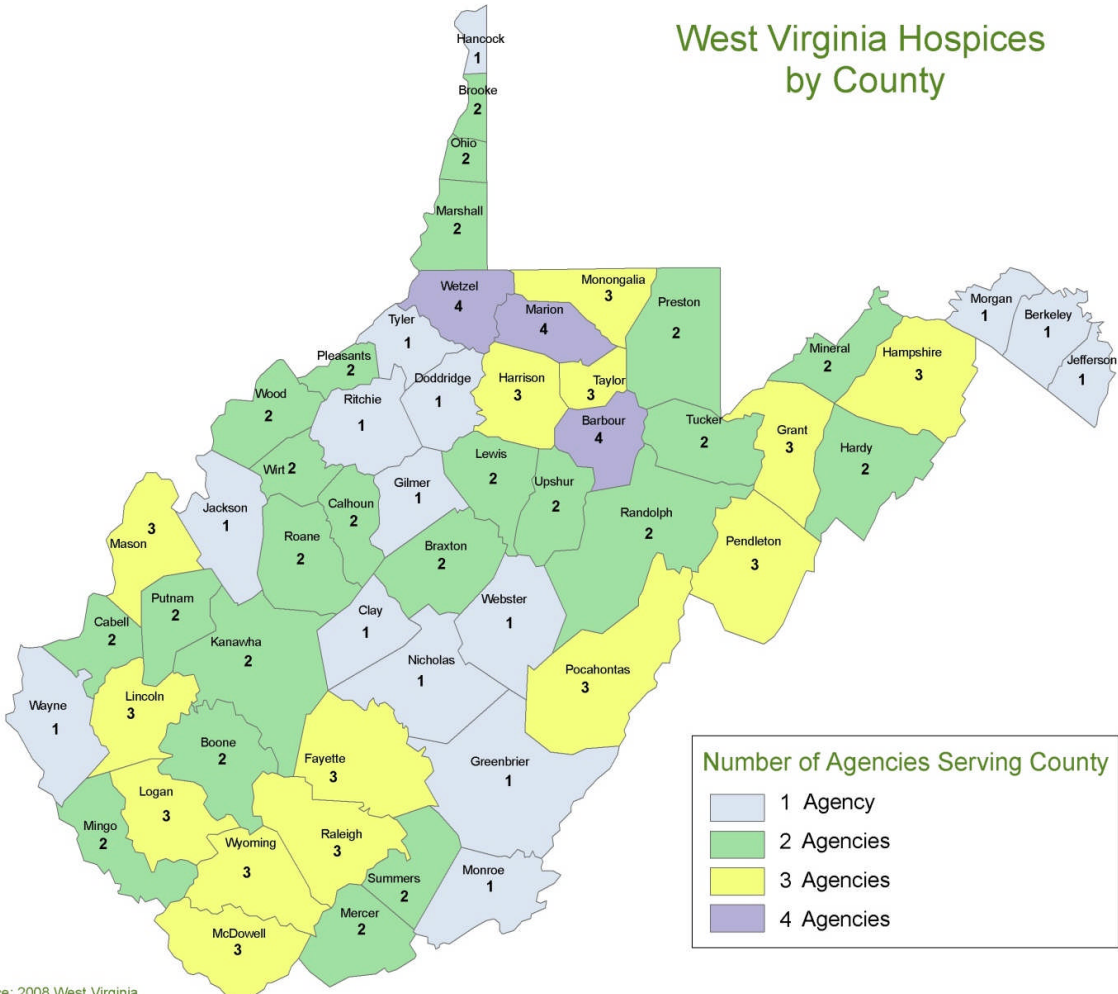 West Virginia Hospices
by County
Hancock
1
Brooke
2
Ohio
2
Marshall
2
Wetzel
4
Monongalia
3
Marion
4
Preston
2
Morgan
1
Berkeley
1
Jefferson
1
Tyler
1
Mineral
2
Hampshire
3
Pleasants
2
Doddridge
1
Harrison
3
Taylor
3
Wood
2
Ritchie
1
Barbour
4
Tucker
2
Grant
3
Hardy
2
Wirt 2
Lewis
2
Gilmer
1
Upshur
2
Calhoun
2
Jackson
1
Randolph
2
3
Mason
Roane
2
Braxton
2
Pendleton
3
Putnam
2
Clay
1
Webster
1
Cabell
2
Kanawha
2
Nicholas
1
Pocahontas
3
Lincoln
3
Wayne
1
Boone
2
Fayette
3
Greenbrier
1
Logan
3
Mingo
2
Raleigh
3
Wyoming
3
Summers
2
Monroe
1
Mercer
2
McDowell
3
Number of Agencies Serving County
1 Agency
2 Agencies
3 Agencies
4 Agencies
2008 West Virginia